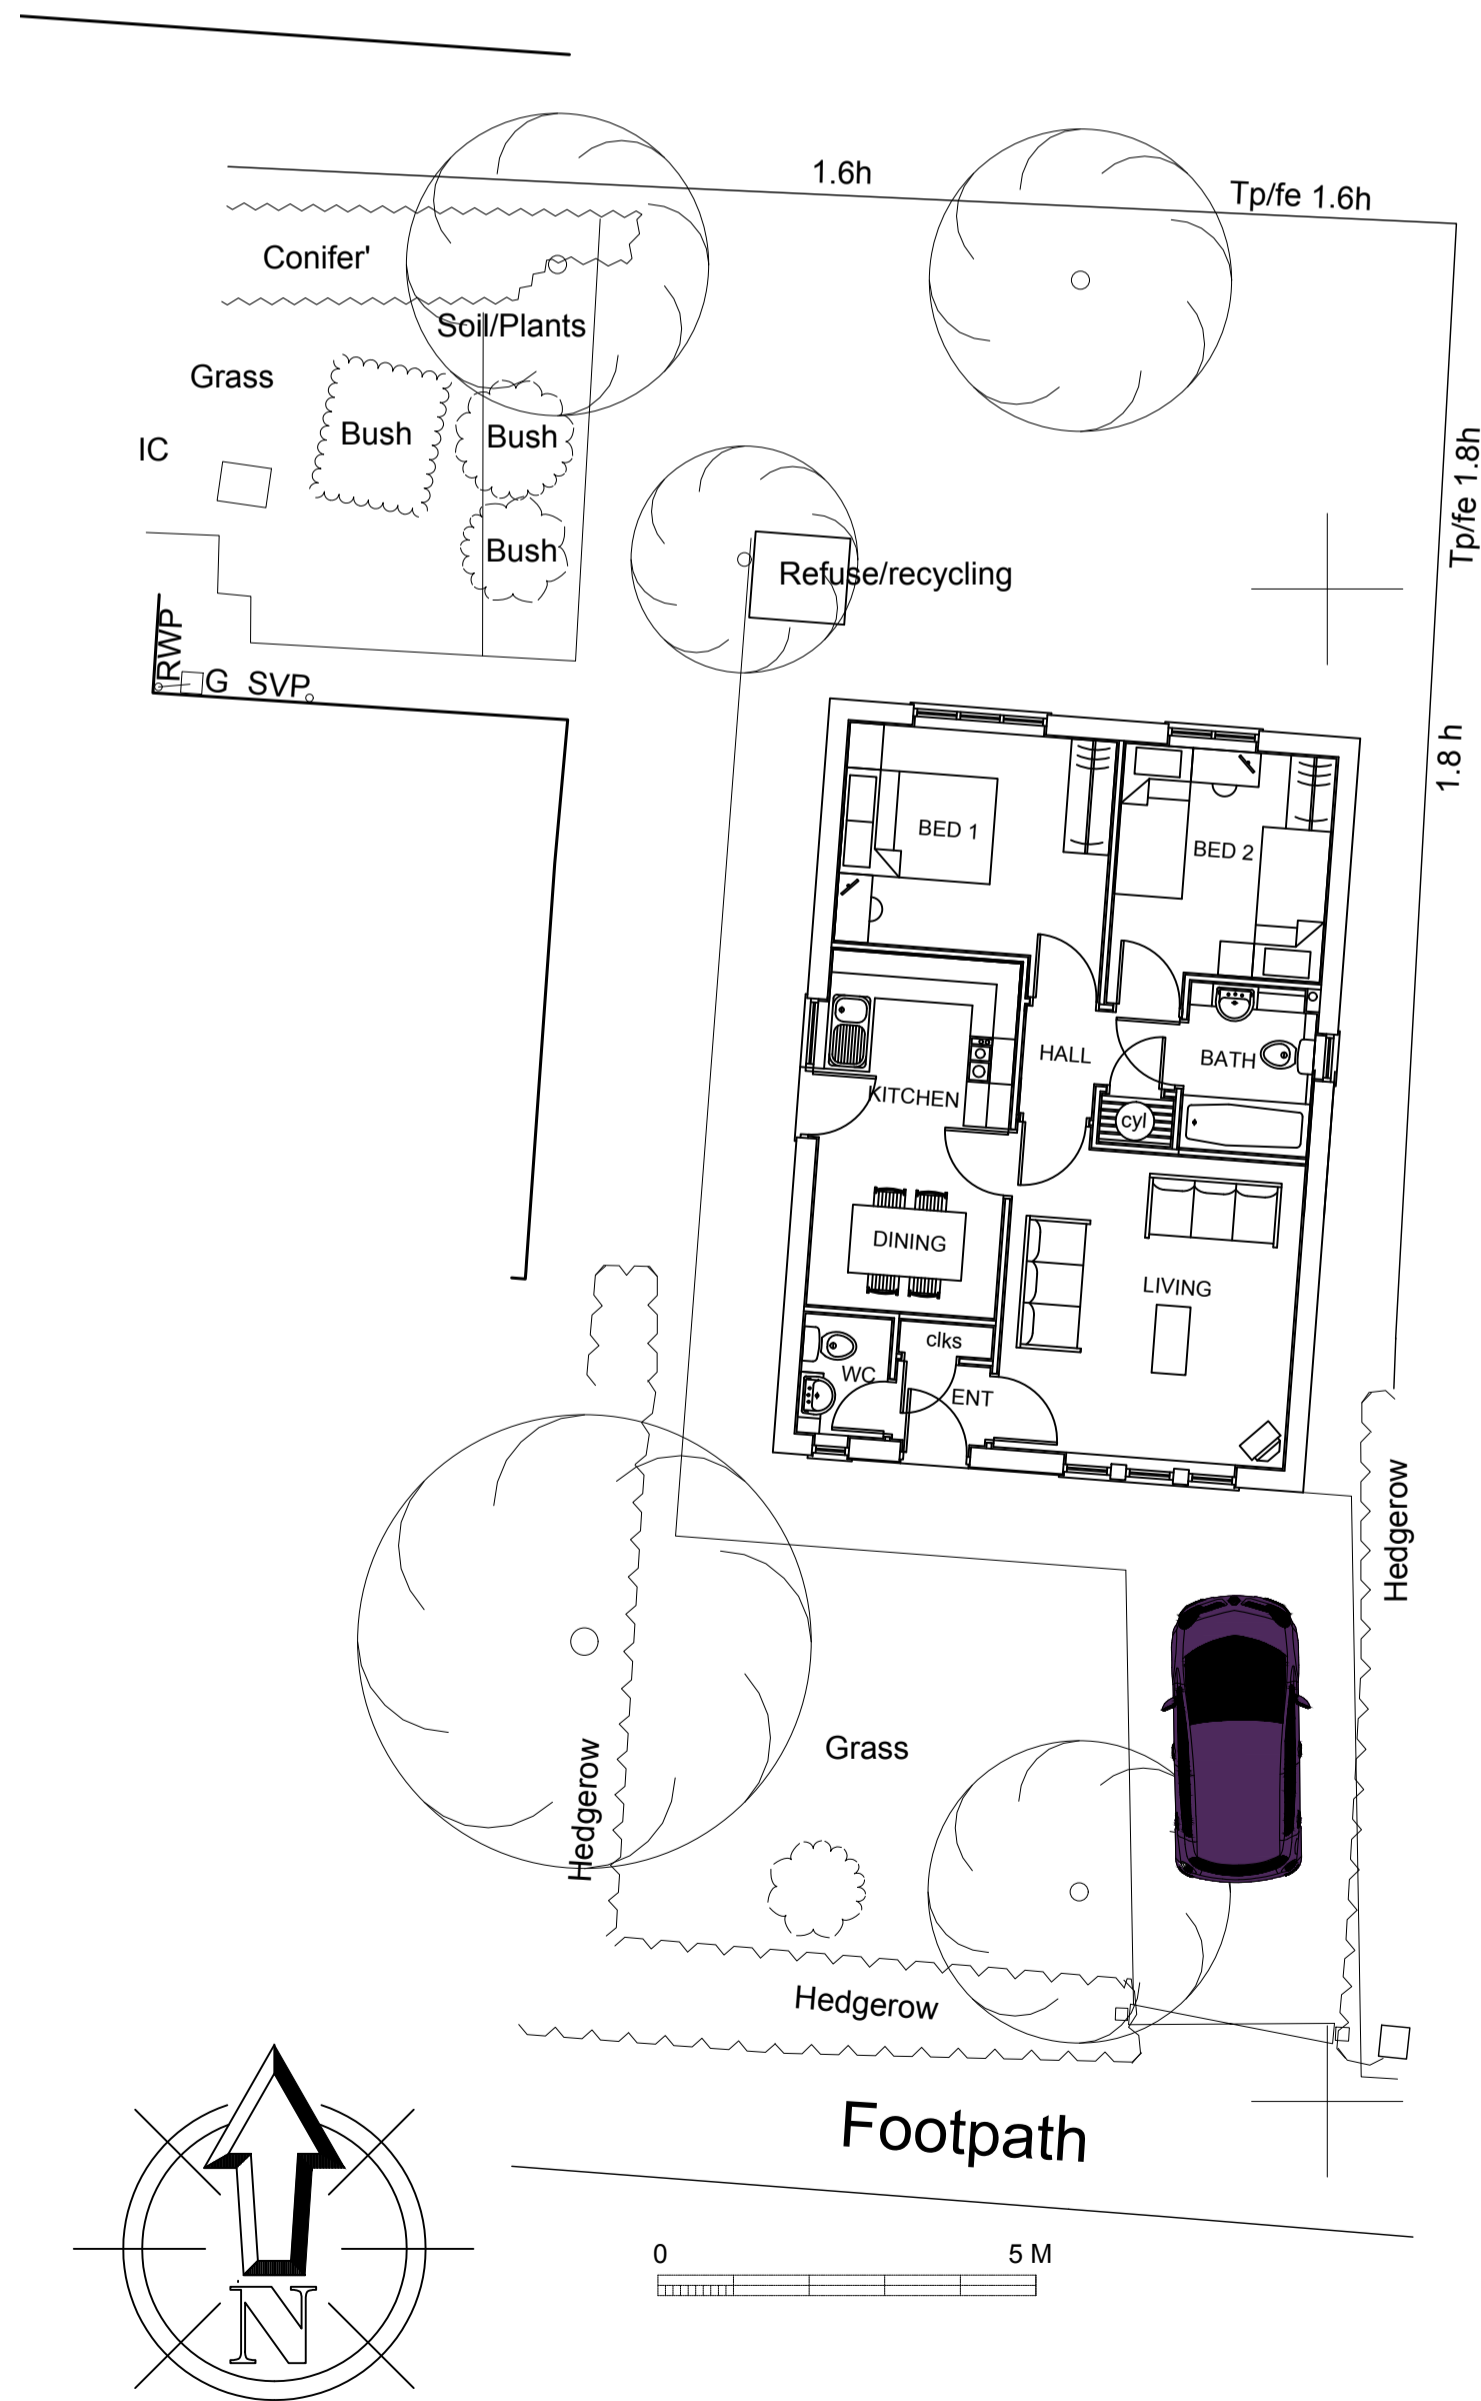 1.6h
Tp/fe 1.6h
Conifer'
Soil/Plants
Grass
Bush
Bush
IC
Tp/fe 1.8h
Bush
Refuse/recycling
RWP
G SVP
1.8 h
BED 1
BED 2
HALL
BATH
KITCHEN
cyl
DINING
LIVING
clks
WC
ENT
Hedgerow
Grass
Hedgerow
Hedgerow
Footpath
0 5 M
N